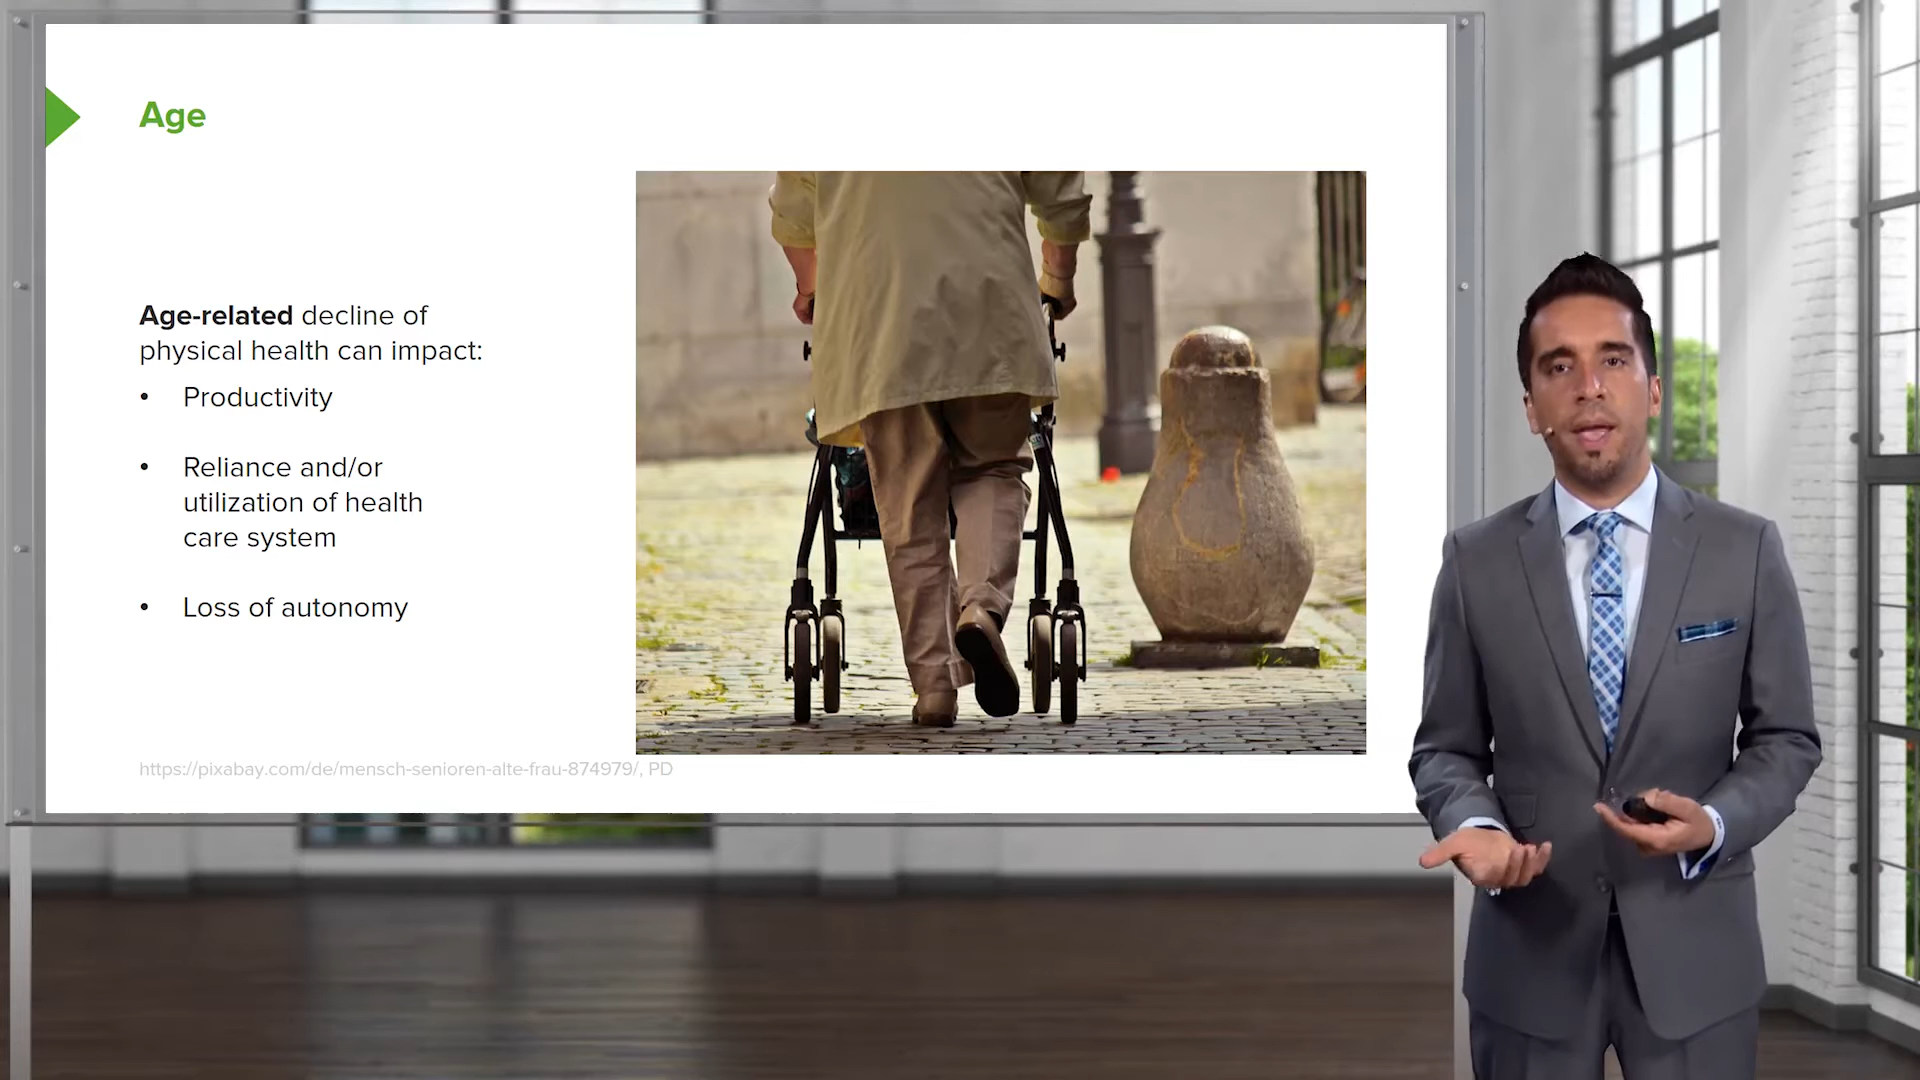 Age
Age-related decline of
physical health can impact:
• Productivity
• Reliance and/or
utilization of health
care system
• Loss of autonomy
https://pixabay.com/de/mensch-senioren-alte-frau-874979/, PD